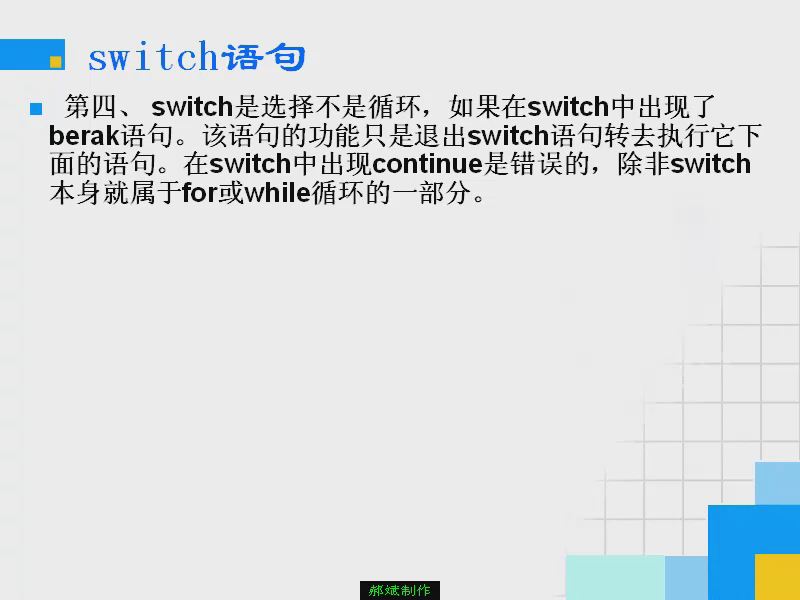 switch语句
第四、 switch是选择不是循环，如果在switch中出现了
berak语句。该语句的功能只是退出switch语句转去执行它下
面的语句。在switch中出现continue是错误的，除非switch
本身就属于for或while循环的一部分。
郝斌制作